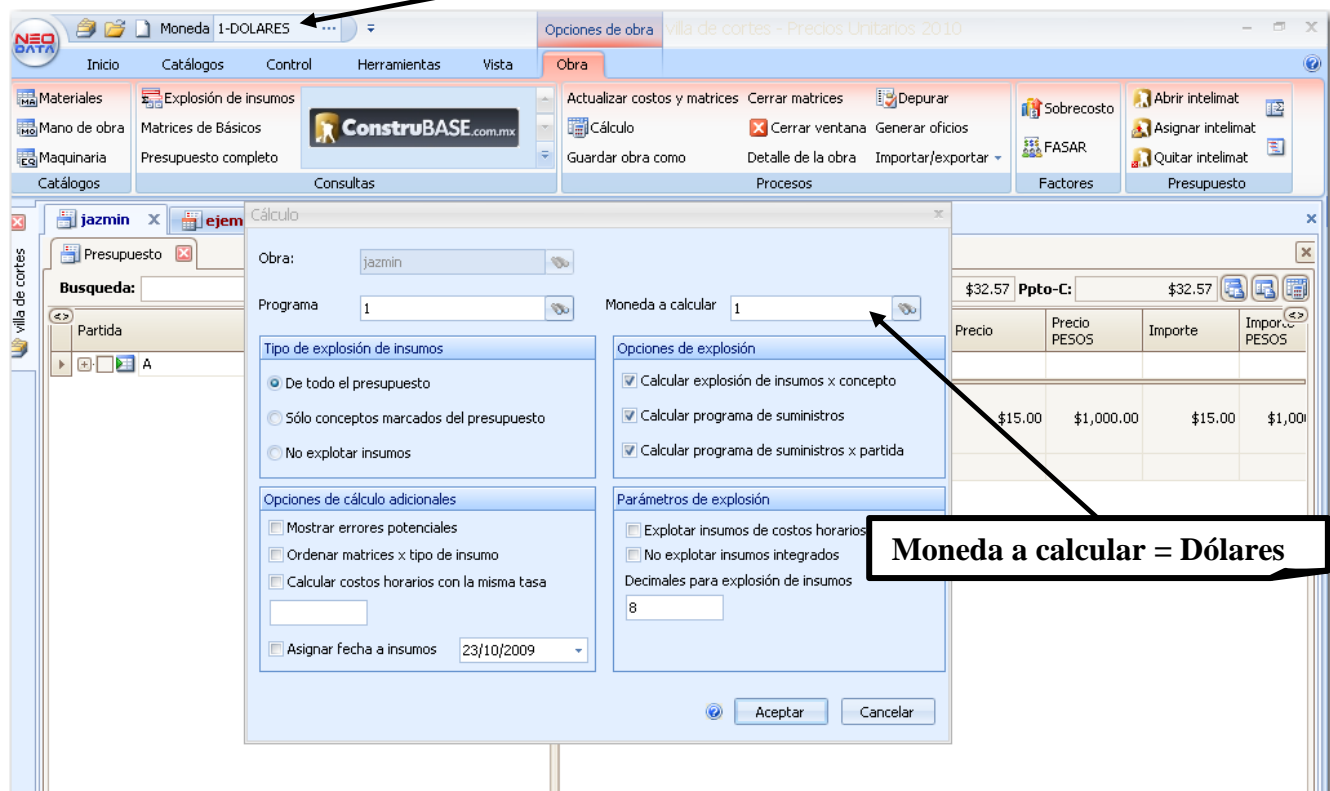 NEO
DATA
Moneda 1-DOLARES ...
Opciones de obra villa de cortes - Precios Unitarios 2010
Inicio Catálogos Control Herramientas Vista Obra
Materiales Explosión de insumos Actualizar costos y matrices Cerrar matrices Depurar Sobrecosto Abrir intelimat
MA
Mano de obra Matrices de Básicos ConstruBASE.com.mx Cálculo Cerrar ventana Generar oficios Asignar intelimat
MO
Maquinaria Presupuesto completo Guardar obra como Detalle de la obra Importar/exportar FASAR Quitar intelimat
EQ
Catálogos Consultas Procesos Factores Presupuesto
jazmin ejem
villa de cortes
Presupuesto
Busqueda: $32.57 Ppto-C: $32.57
Partida Precio Precio PESOS Importe Importe PESOS
A
$15.00 $1,000.00 $15.00 $1,00
Cálculo
Obra: jazmin
Programa 1 Moneda a calcular 1
Tipo de explosión de insumos
De todo el presupuesto
Sólo conceptos marcados del presupuesto
No explotar insumos
Opciones de explosión
Calcular explosión de insumos x concepto
Calcular programa de suministros
Calcular programa de suministros x partida
Opciones de cálculo adicionales
Mostrar errores potenciales
Ordenar matrices x tipo de insumo
Calcular costos horarios con la misma tasa
Asignar fecha a insumos 23/10/2009
Parámetros de explosión
Explotar insumos de costos horarios
No explotar insumos integrados
Decimales para explosión de insumos
8
Aceptar Cancelar
Moneda a calcular = Dólares